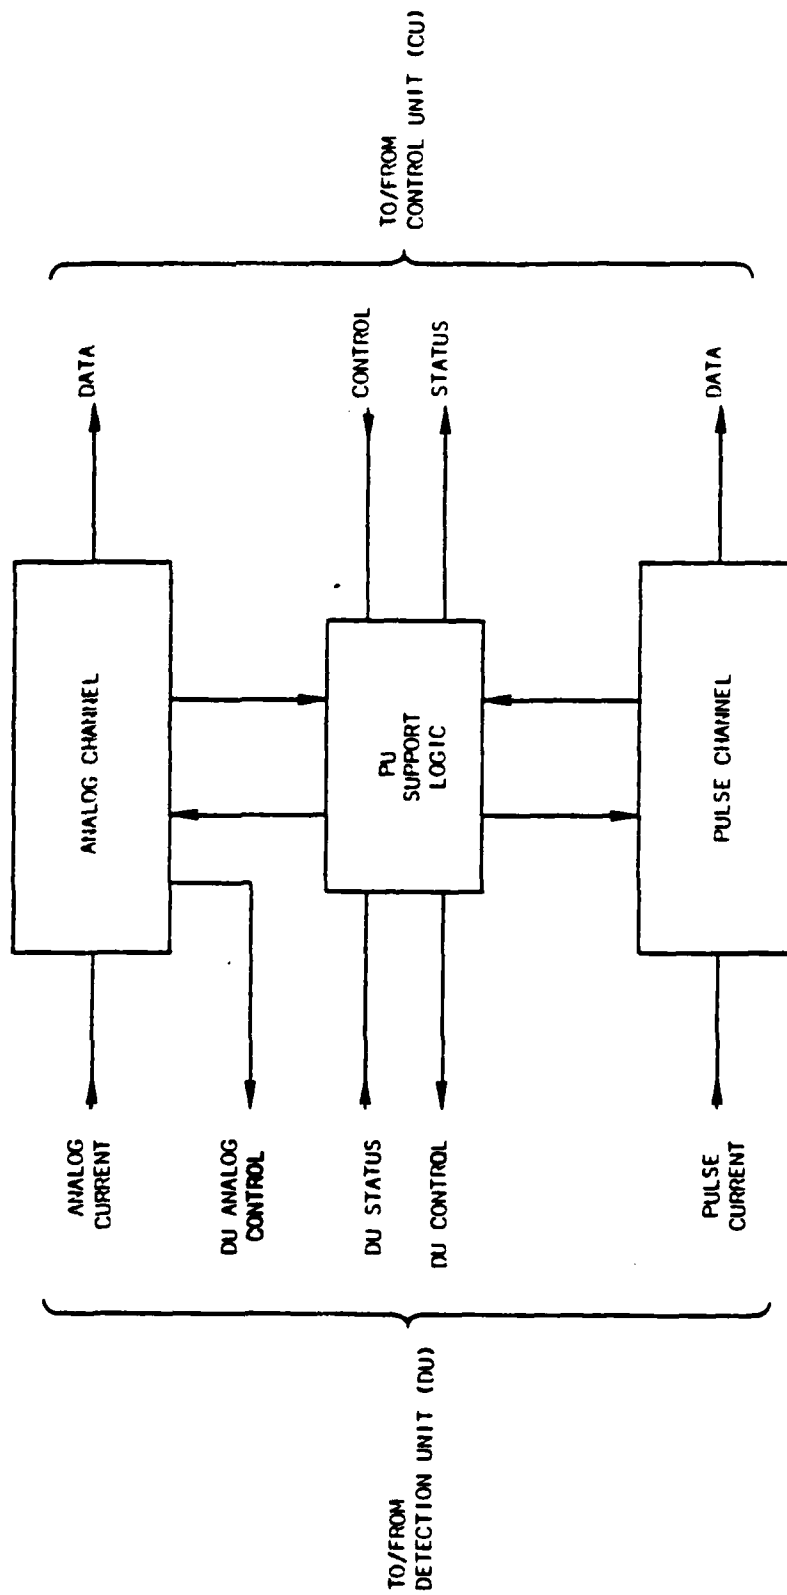 TO/FROM
DETECTION UNIT (DU)
ANALOG
CURRENT
DU ANALOG
CONTROL
DU STATUS
DU CONTROL
PULSE
CURRENT
ANALOG CHANNEL
PU
SUPPORT
LOGIC
PULSE CHANNEL
DATA
CONTROL
STATUS
DATA
TO/FROM
CONTROL UNIT (CU)